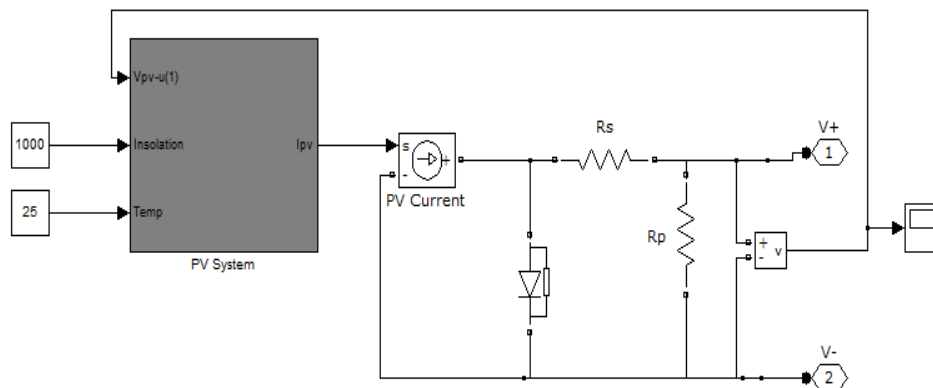 Vpv-u(1)
1000
Insolation
Ipv
25
Temp
PV System
s
+
-
PV Current
Rs
Rp
+
-
v
V+
1
V-
2